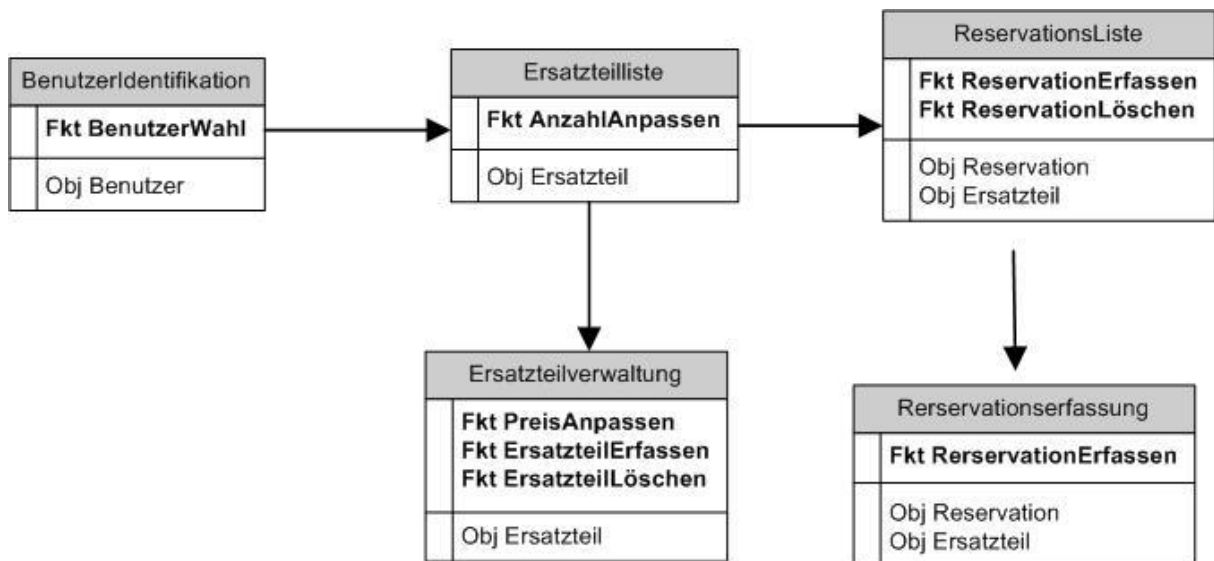 BenutzerIdentifikation
Fkt BenutzerWahl
Obj Benutzer
Ersatzteilliste
Fkt AnzahlAnpassen
Obj Ersatzteil
ReservationsListe
Fkt ReservationErfassen
Fkt ReservationLöschen
Obj Reservation
Obj Ersatzteil
Ersatzteilverwaltung
Fkt PreisAnpassen
Fkt ErsatzteilErfassen
Fkt ErsatzteilLöschen
Obj Ersatzteil
Rerservationserfassung
Fkt RerservationErfassen
Obj Reservation
Obj Ersatzteil